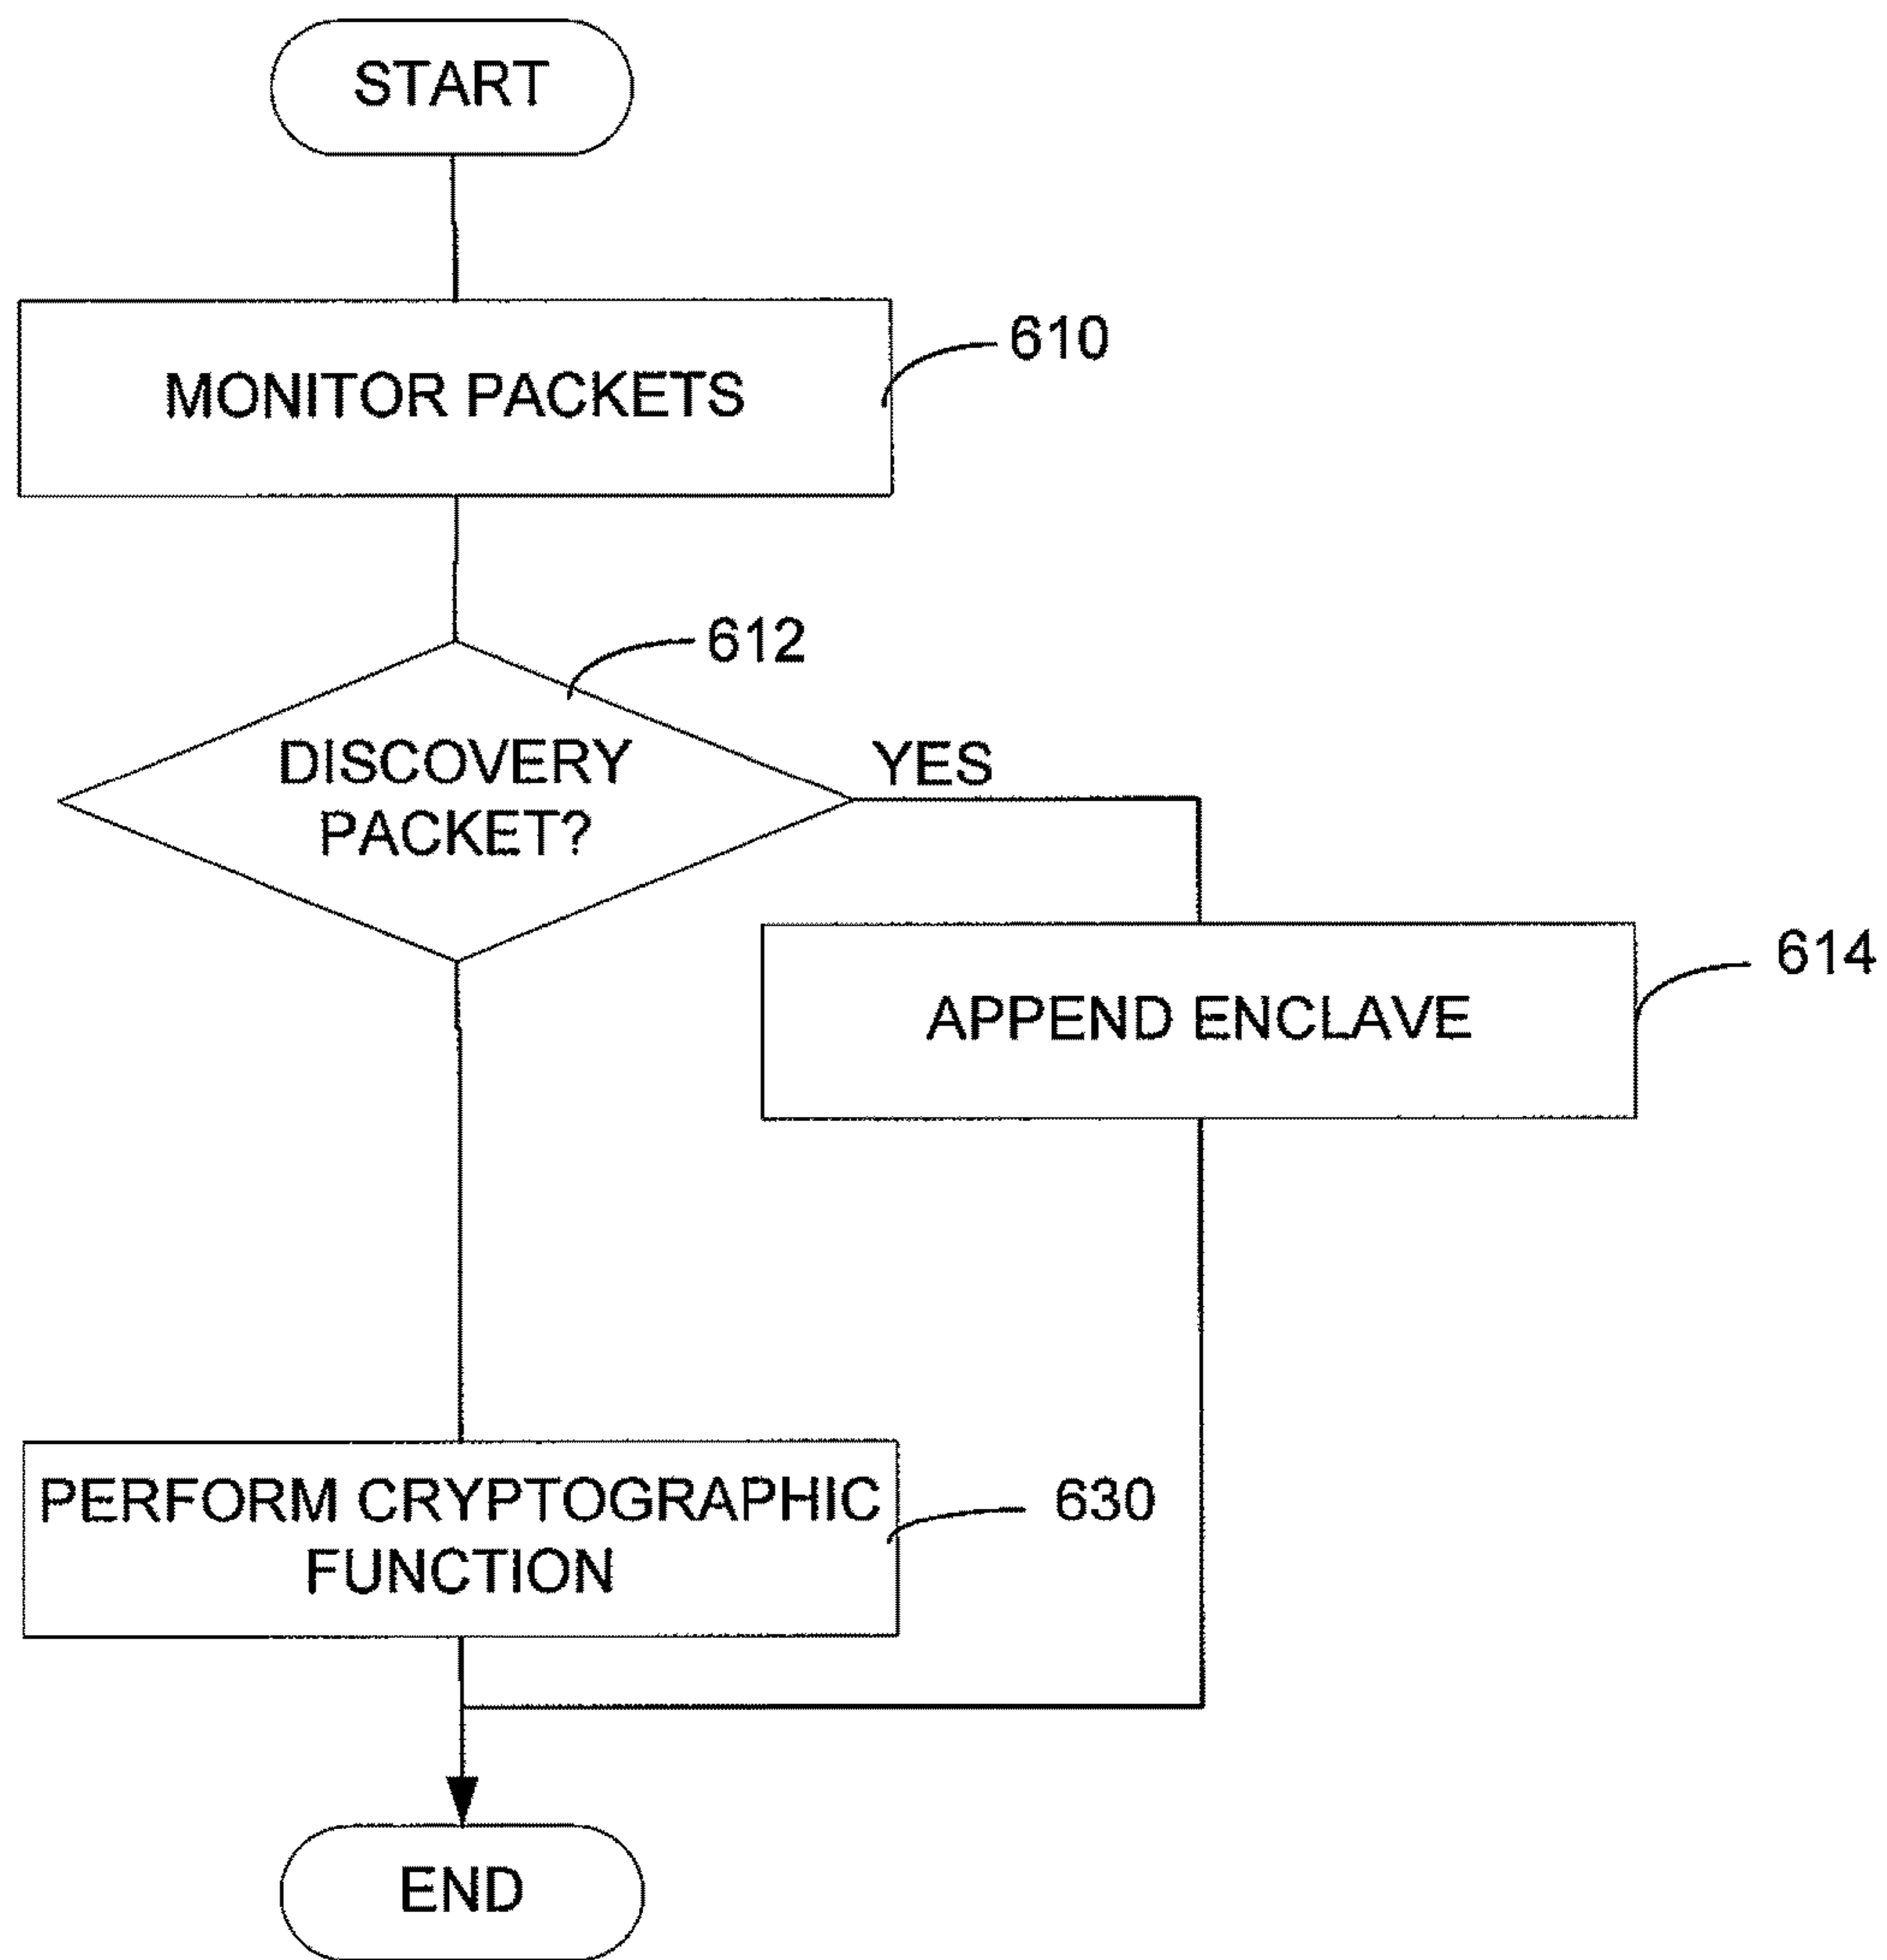 START
MONITOR PACKETS
610
612
DISCOVERY
PACKET?
YES
APPEND ENCLAVE
614
PERFORM CRYPTOGRAPHIC
FUNCTION
630
END